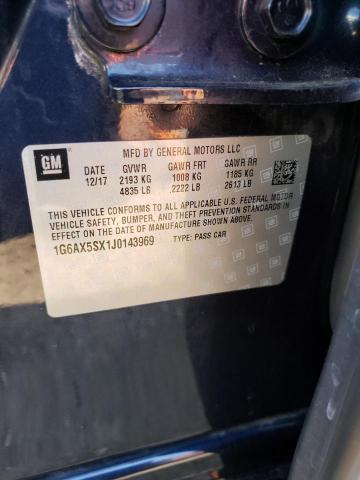 GM
MFD BY GENERAL MOTORS LLC
DATE GVWR GAWR FRT GAWR RR
12/17 2193 KG 1008 KG 1185 KG
4835 LB 2222 LB 2613 LB
THIS VEHICLE CONFORMS TO ALL APPLICABLE U.S. FEDERAL MOTOR
VEHICLE SAFETY, BUMPER, AND THEFT PREVENTION STANDARDS IN
EFFECT ON THE DATE OF MANUFACTURE SHOWN ABOVE.
1G6AX5SX1J0143969 TYPE: PASS CAR